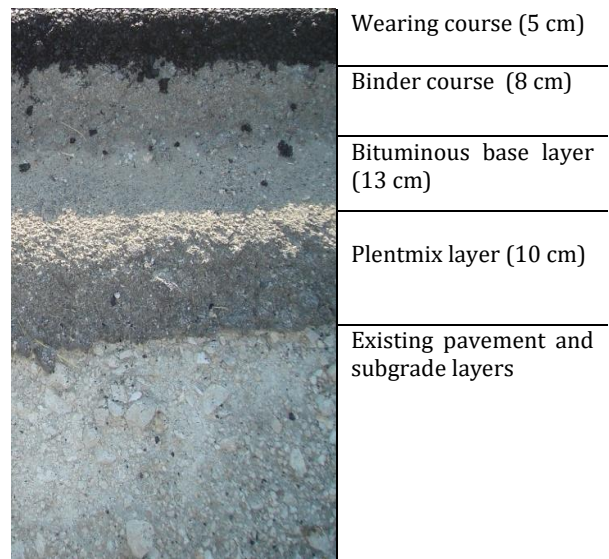 Wearing course (5 cm)
Binder course (8 cm)
Bituminous base layer
(13 cm)
Plentmix layer (10 cm)
Existing pavement and
subgrade layers